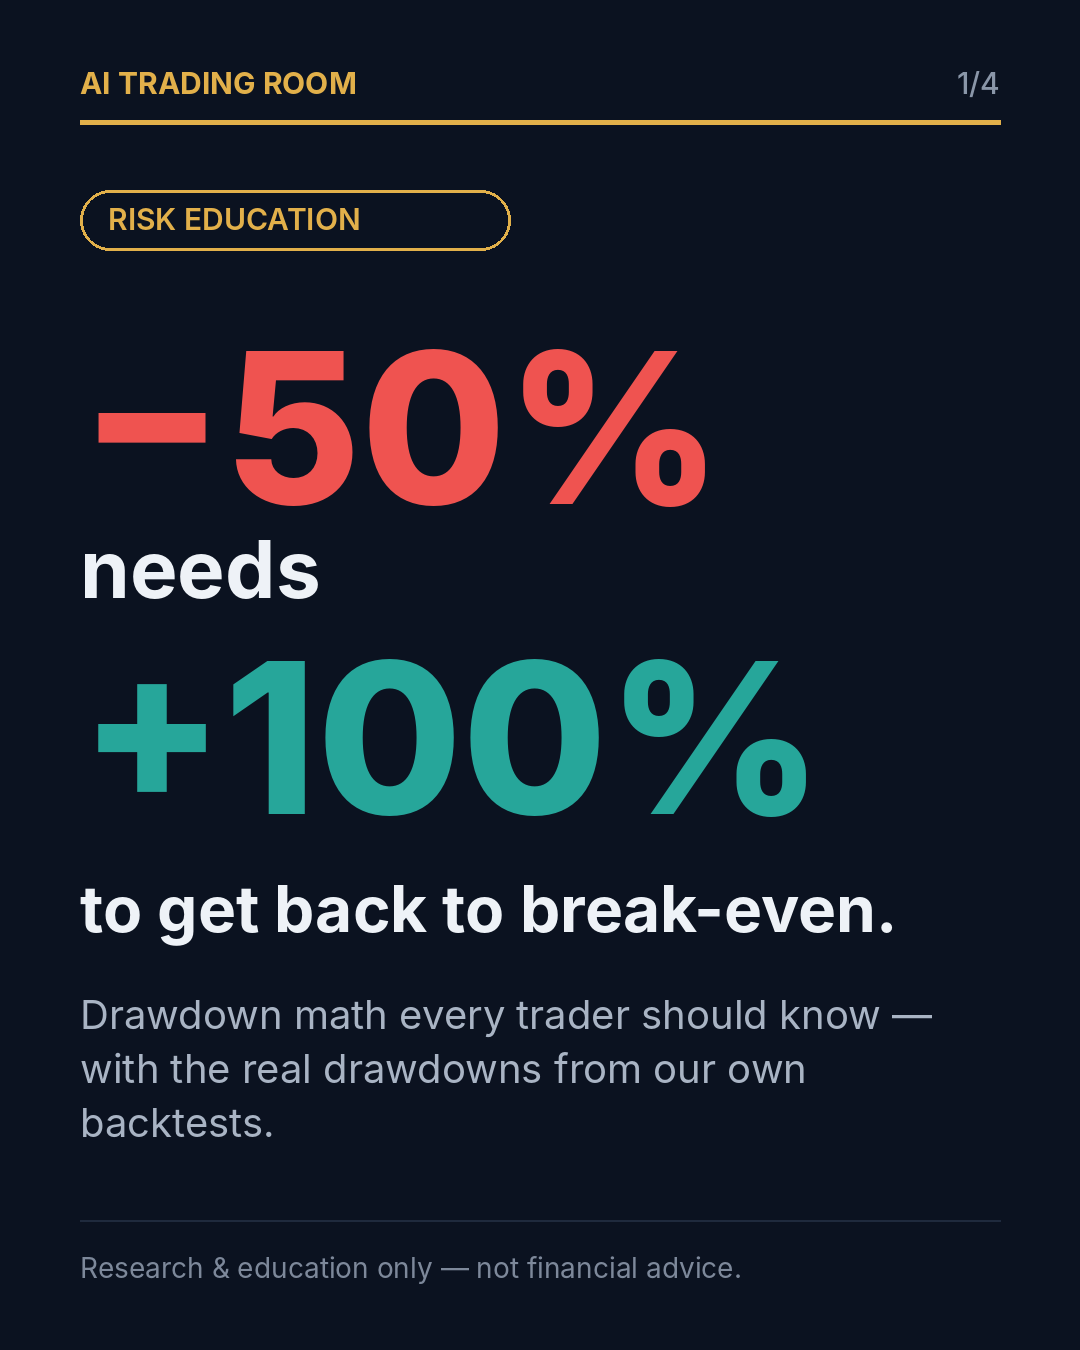 AI TRADING ROOM
1/4
RISK EDUCATION
−50%
needs
+100%
to get back to break-even.
Drawdown math every trader should know —
with the real drawdowns from our own
backtests.
Research & education only — not financial advice.